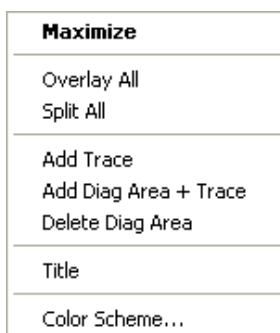 Maximize
Overlay All
Split All
Add Trace
Add Diag Area + Trace
Delete Diag Area
Title
Color Scheme...